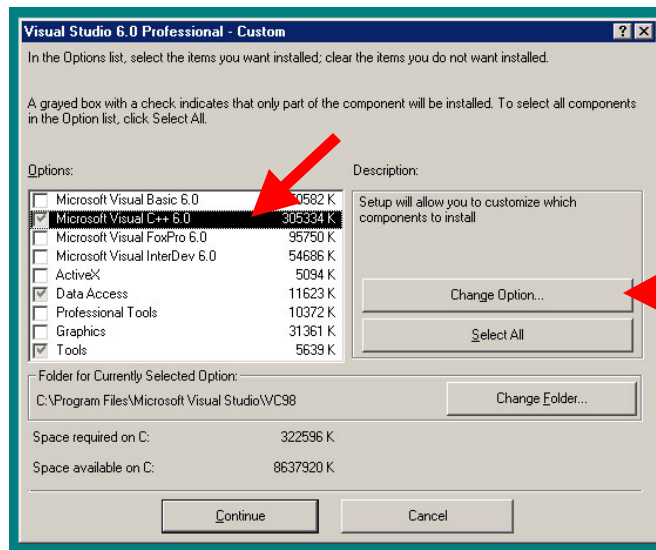 Visual Studio 6.0 Professional - Custom
In the Options list, select the items you want installed; clear the items you do not want installed.
A grayed box with a check indicates that only part of the component will be installed. To select all components
in the Option list, click Select All.
Options:
Description:
Microsoft Visual Basic 6.0 0582 K
Microsoft Visual C++ 6.0 305334 K
Microsoft Visual FoxPro 6.0 95750 K
Microsoft Visual InterDev 6.0 54686 K
ActiveX 5094 K
Data Access 11623 K
Professional Tools 10372 K
Graphics 31361 K
Tools 5639 K
Setup will allow you to customize which
components to install
Change Option...
Select All
Folder for Currently Selected Option:
C:\Program Files\Microsoft Visual Studio\VC98
Change Folder...
Space required on C: 322596 K
Space available on C: 8637920 K
Continue
Cancel